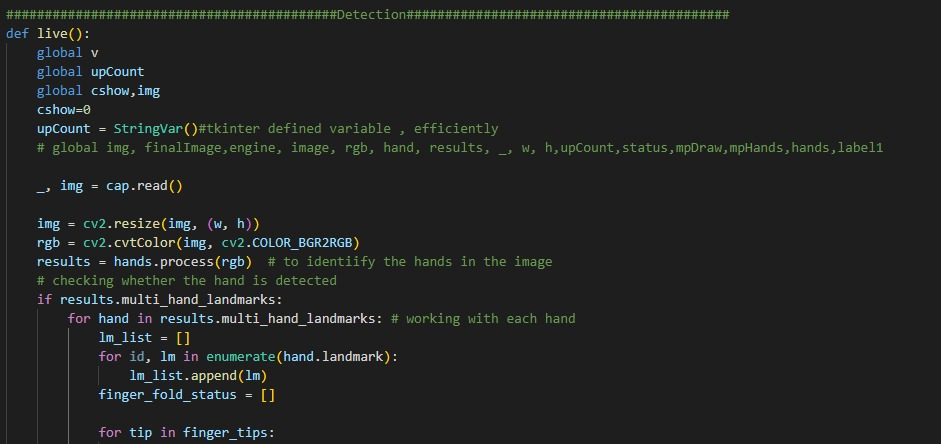 ###########################################Detection##########################################
def live():
    global v
    global upCount
    global cshow,img
    cshow=0
    upCount = StringVar()#tkinter defined variable , efficiently
    # global img, finalImage,engine, image, rgb, hand, results, _, w, h,upCount,status,mpDraw,mpHands,hands,label1

    _, img = cap.read()

    img = cv2.resize(img, (w, h))
    rgb = cv2.cvtColor(img, cv2.COLOR_BGR2RGB)
    results = hands.process(rgb)  # to identiify the hands in the image
    # checking whether the hand is detected
    if results.multi_hand_landmarks:
        for hand in results.multi_hand_landmarks: # working with each hand
            lm_list = []
            for id, lm in enumerate(hand.landmark):
                lm_list.append(lm)
            finger_fold_status = []

            for tip in finger_tips: